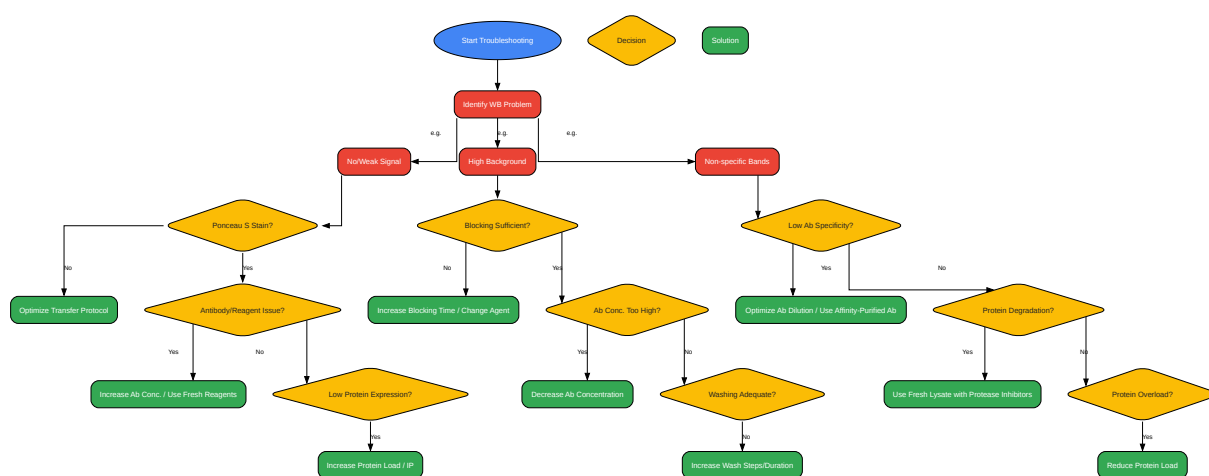 Start Troubleshooting
Decision
Solution
Identify WB Problem
e.g.
e.g.
e.g.
No/Weak Signal
High Background
Non-specific Bands
Ponceau S Stain?
Blocking Sufficient?
Low Ab Specificity?
No
Yes
No
Yes
Yes
No
Optimize Transfer Protocol
Antibody/Reagent Issue?
Increase Blocking Time / Change Agent
Ab Conc. Too High?
Optimize Ab Dilution / Use Affinity-Purified Ab
Protein Degradation?
Yes
No
Yes
No
Yes
No
Increase Ab Conc. / Use Fresh Reagents
Low Protein Expression?
Decrease Ab Concentration
Washing Adequate?
Use Fresh Lysate with Protease Inhibitors
Protein Overload?
Yes
No
Yes
Increase Protein Load / IP
Increase Wash Steps/Duration
Reduce Protein Load